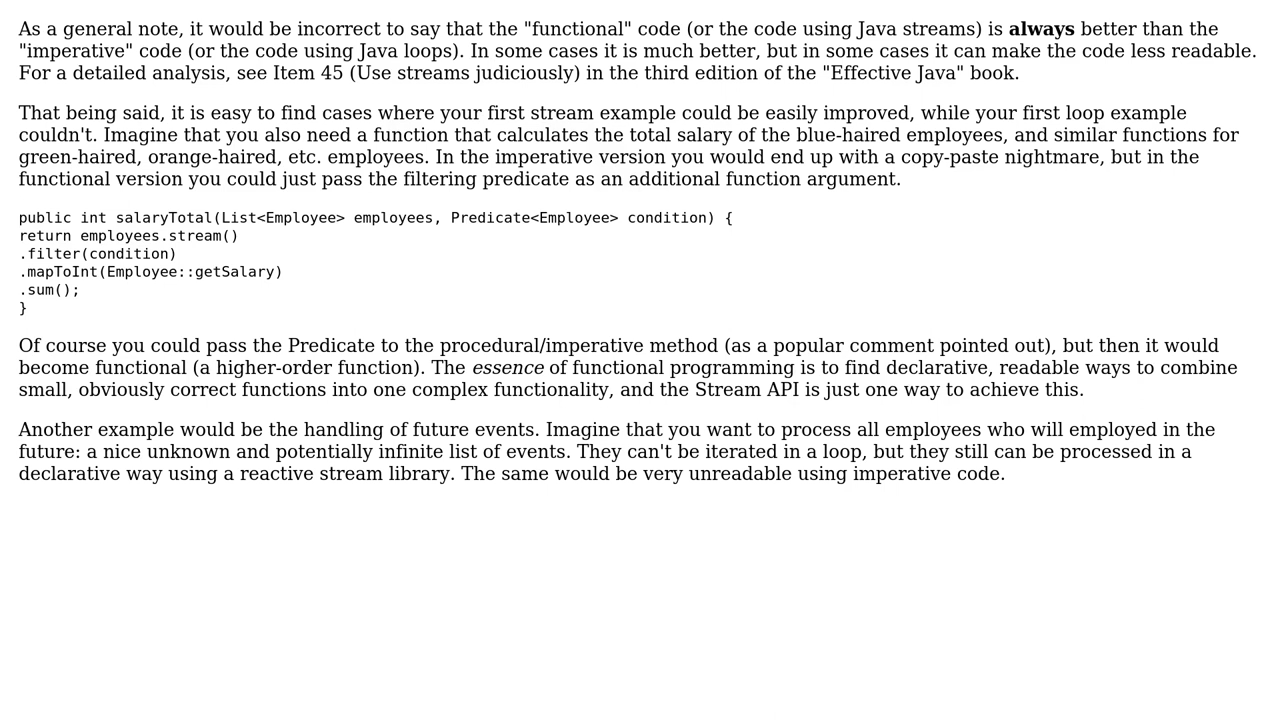 As a general note, it would be incorrect to say that the "functional" code (or the code using Java streams) is always better than the
"imperative" code (or the code using Java loops). In some cases it is much better, but in some cases it can make the code less readable.
For a detailed analysis, see Item 45 (Use streams judiciously) in the third edition of the "Effective Java" book.
That being said, it is easy to find cases where your first stream example could be easily improved, while your first loop example
couldn't. Imagine that you also need a function that calculates the total salary of the blue-haired employees, and similar functions for
green-haired, orange-haired, etc. employees. In the imperative version you would end up with a copy-paste nightmare, but in the
functional version you could just pass the filtering predicate as an additional function argument.
public int salaryTotal(List<Employee> employees, Predicate<Employee> condition) {
return employees.stream()
.filter(condition)
.mapToInt(Employee::getSalary)
.sum();
}
Of course you could pass the Predicate to the procedural/imperative method (as a popular comment pointed out), but then it would
become functional (a higher-order function). The essence of functional programming is to find declarative, readable ways to combine
small, obviously correct functions into one complex functionality, and the Stream API is just one way to achieve this.
Another example would be the handling of future events. Imagine that you want to process all employees who will employed in the
future: a nice unknown and potentially infinite list of events. They can't be iterated in a loop, but they still can be processed in a
declarative way using a reactive stream library. The same would be very unreadable using imperative code.